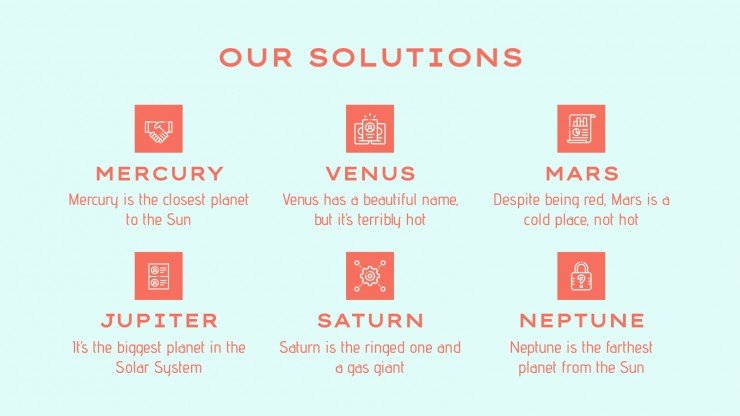 OUR SOLUTIONS
MERCURY
Mercury is the closest planet
to the Sun
VENUS
Venus has a beautiful name,
but it's terribly hot
MARS
Despite being red, Mars is a
cold place, not hot
JUPITER
It's the biggest planet in the
Solar System
SATURN
Saturn is the ringed one and
a gas giant
NEPTUNE
Neptune is the farthest
planet from the Sun